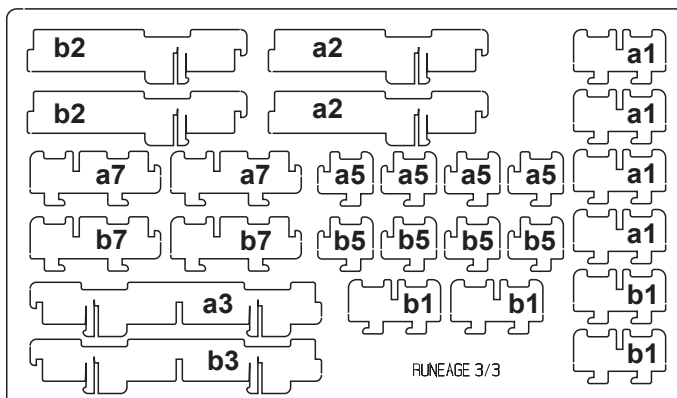 b2 a2 a1
b2 a2 a1
a7 a7 a5 a5 a5 a5 a1
b7 b7 b5 b5 b5 b5 a1
a3 b1 b1 b1
b3 b1
RUNEAGE 3/3